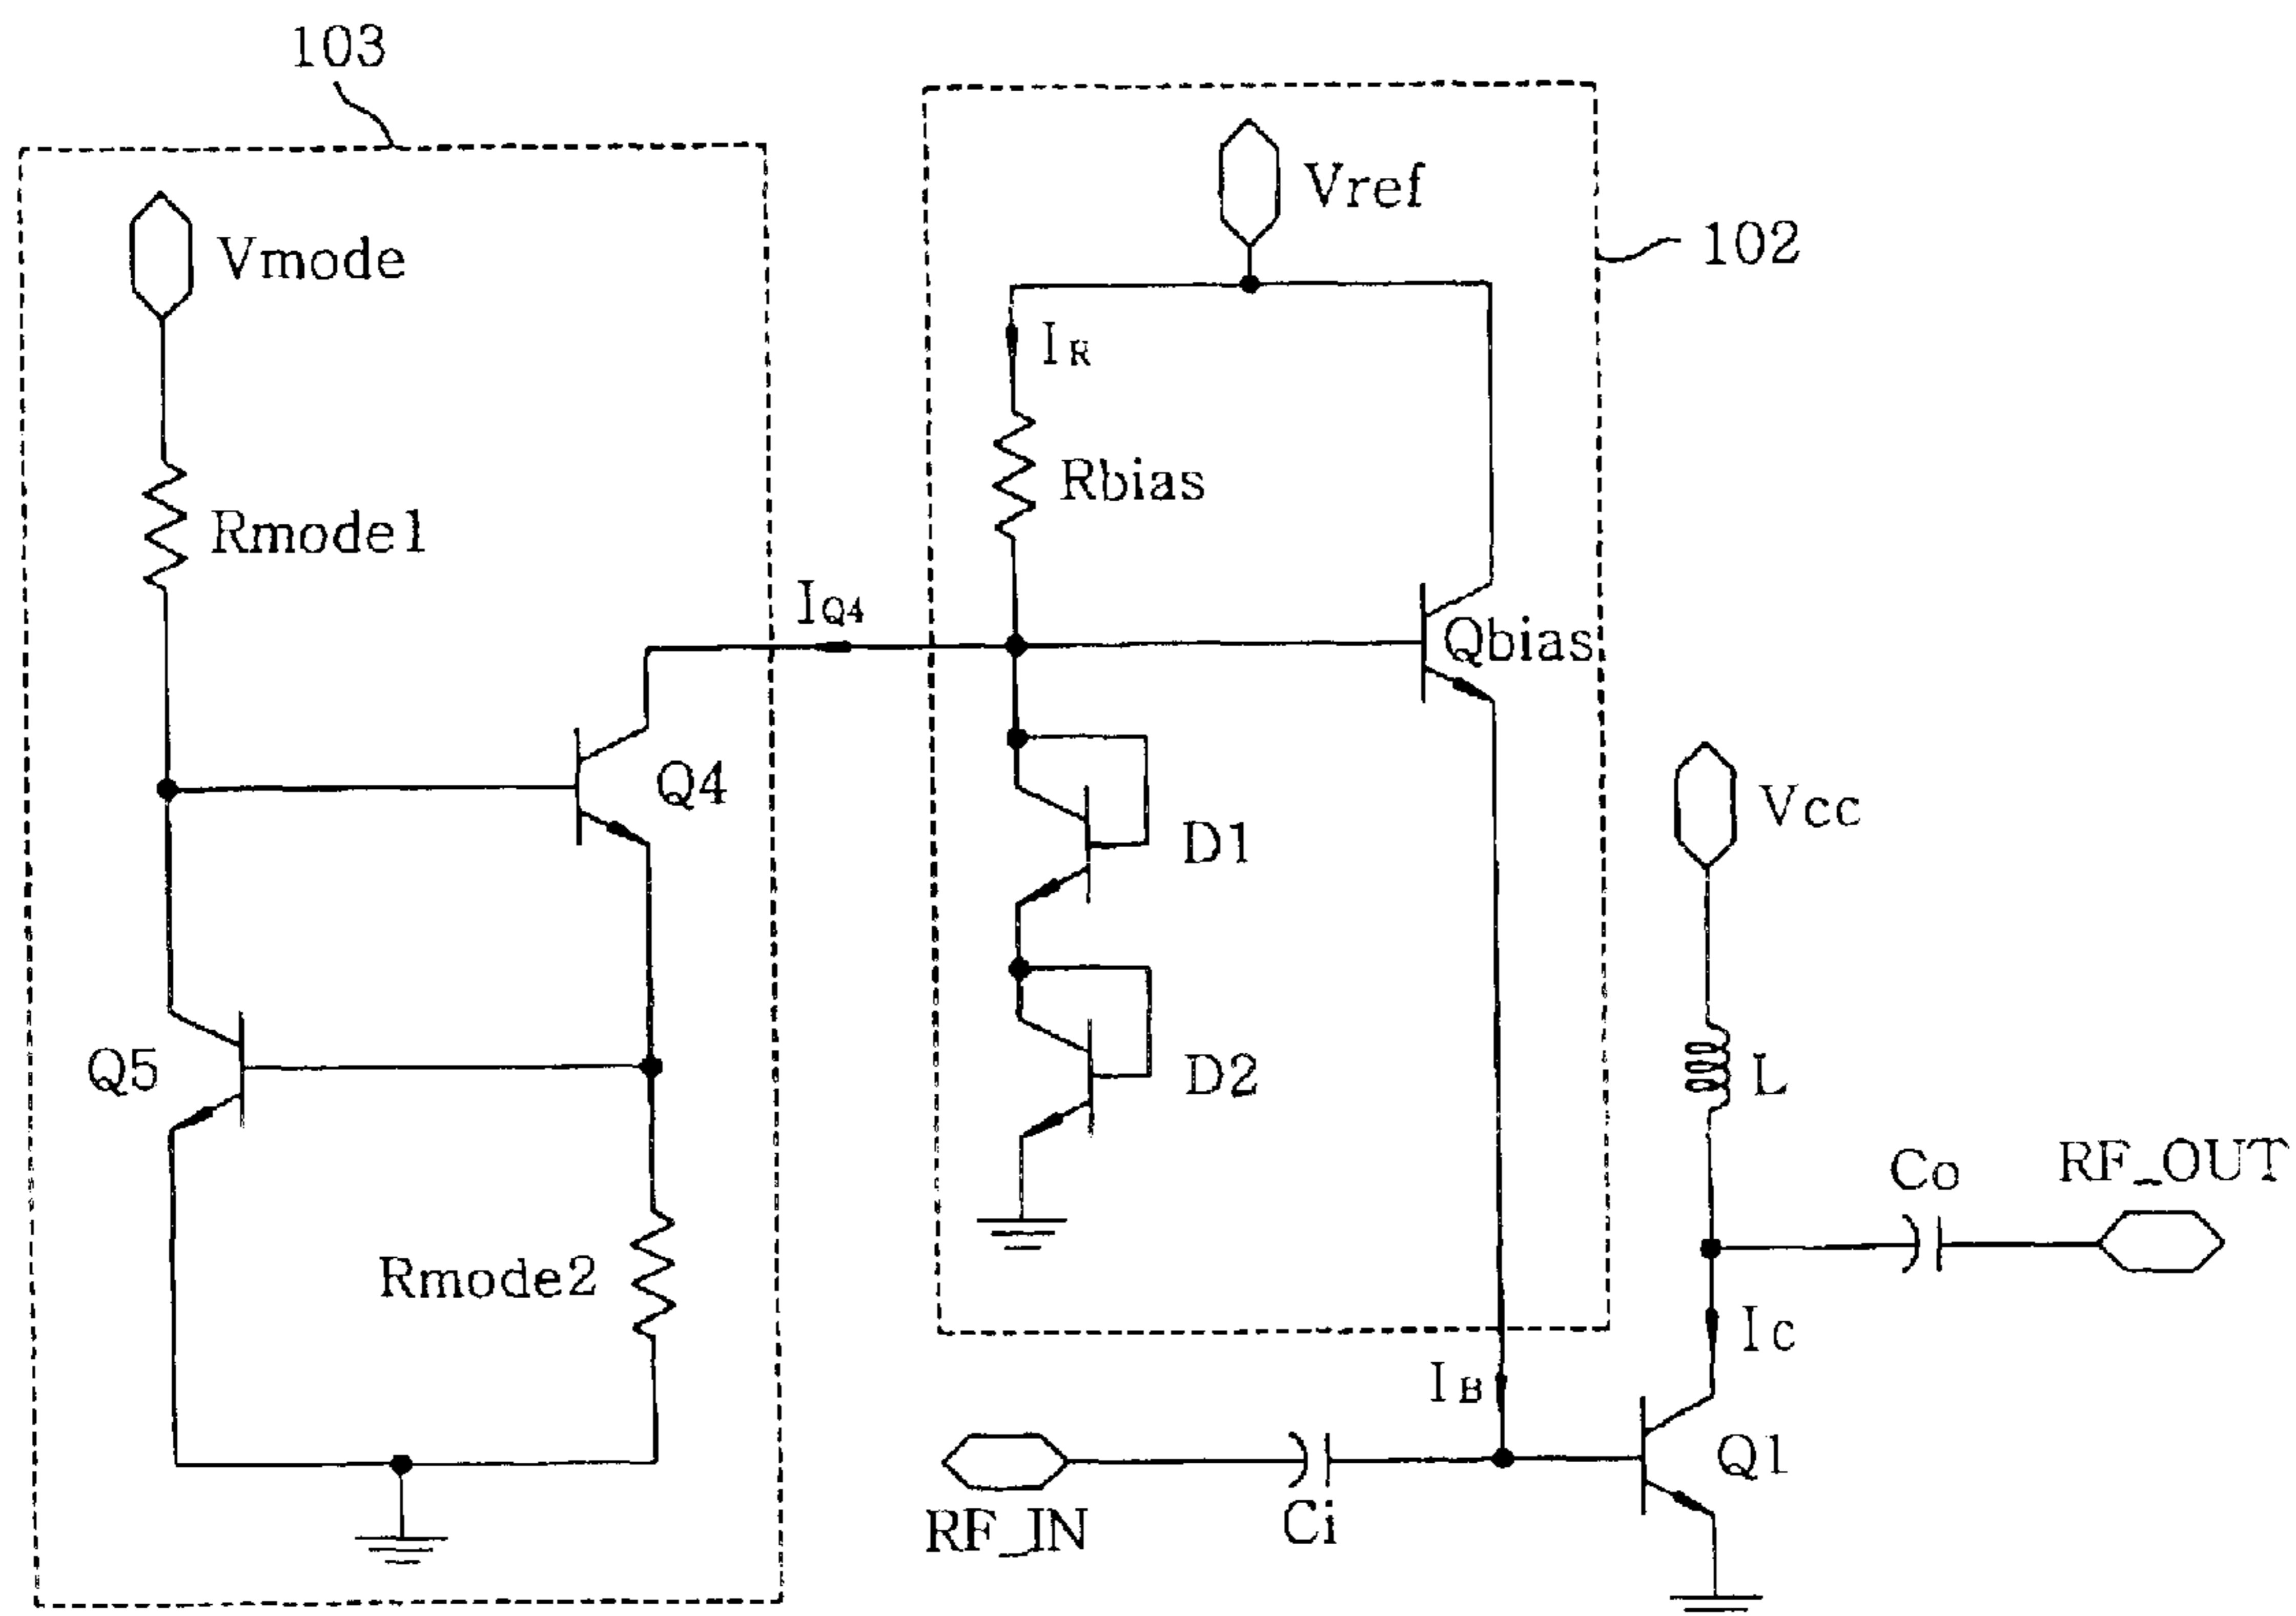 103
Vref
102
Vmode
IR
Rbias
Rmode1
IQ4
Qbias
Q4
Vcc
D1
Q5
D2
L
Co
RF_OUT
Rmode2
IC
IB
Q1
RF_IN
Ci